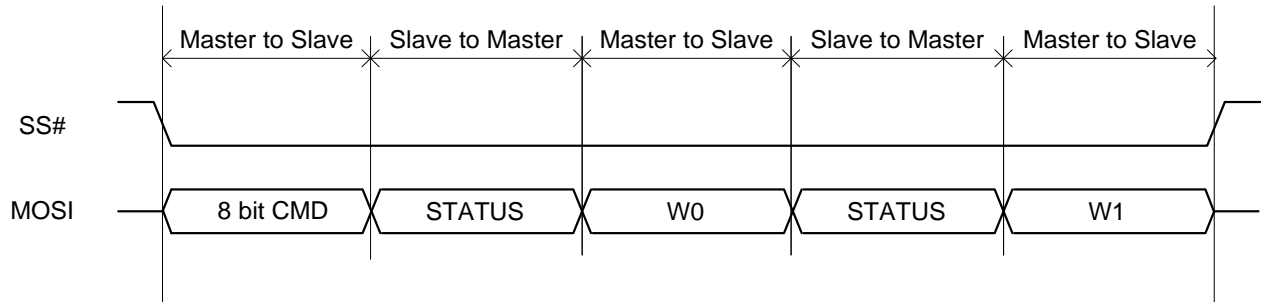 Master to Slave Slave to Master Master to Slave Slave to Master Master to Slave
SS#
MOSI 8 bit CMD STATUS W0 STATUS W1